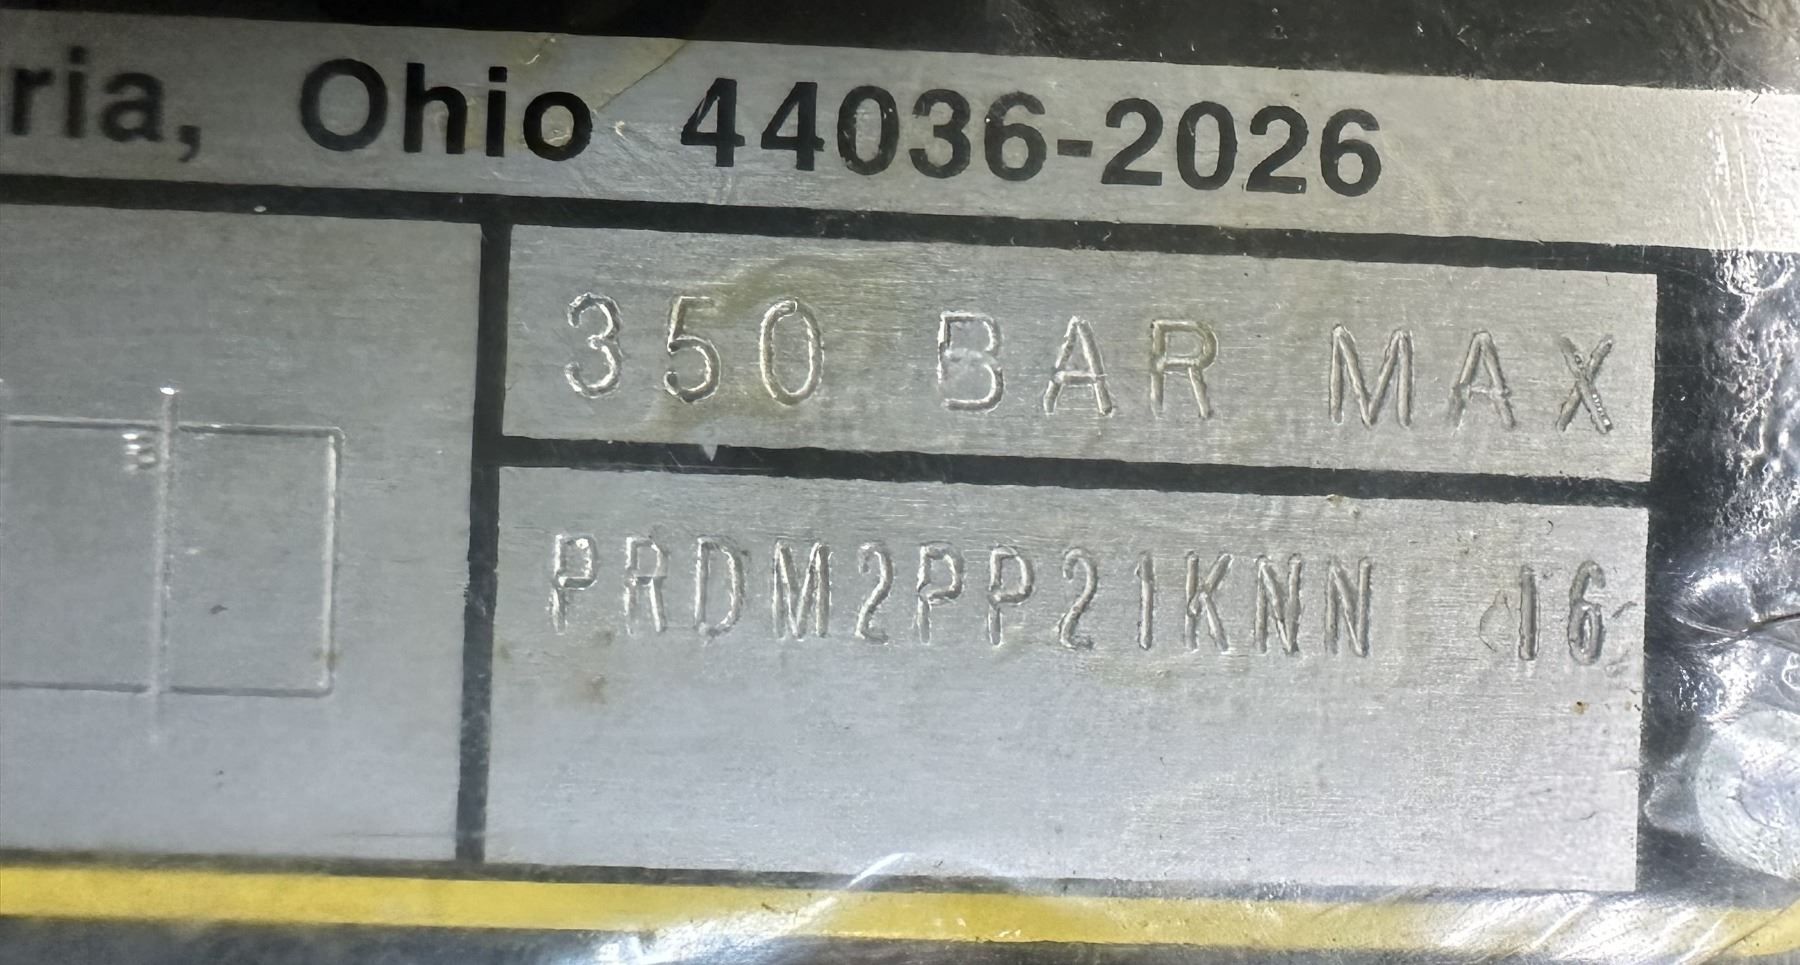 ria, Ohio 44036-2026
350 BAR MAX
PRDM2PP21KNN 16